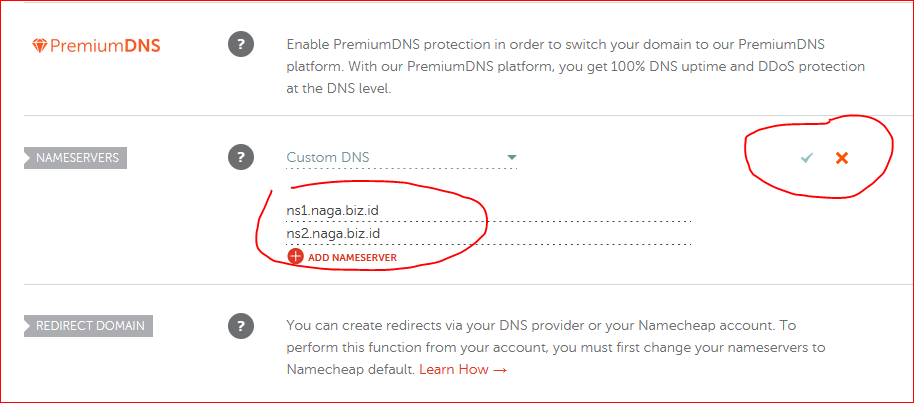 PremiumDNS
?
Enable PremiumDNS protection in order to switch your domain to our PremiumDNS
platform. With our PremiumDNS platform, you get 100% DNS uptime and DDoS protection
at the DNS level.
NAMESERVERS
?
Custom DNS
ns1.naga.biz.id
ns2.naga.biz.id
ADD NAMESERVER
REDIRECT DOMAIN
?
You can create redirects via your DNS provider or your Namecheap account. To
perform this function from your account, you must first change your nameservers to
Namecheap default. Learn How →